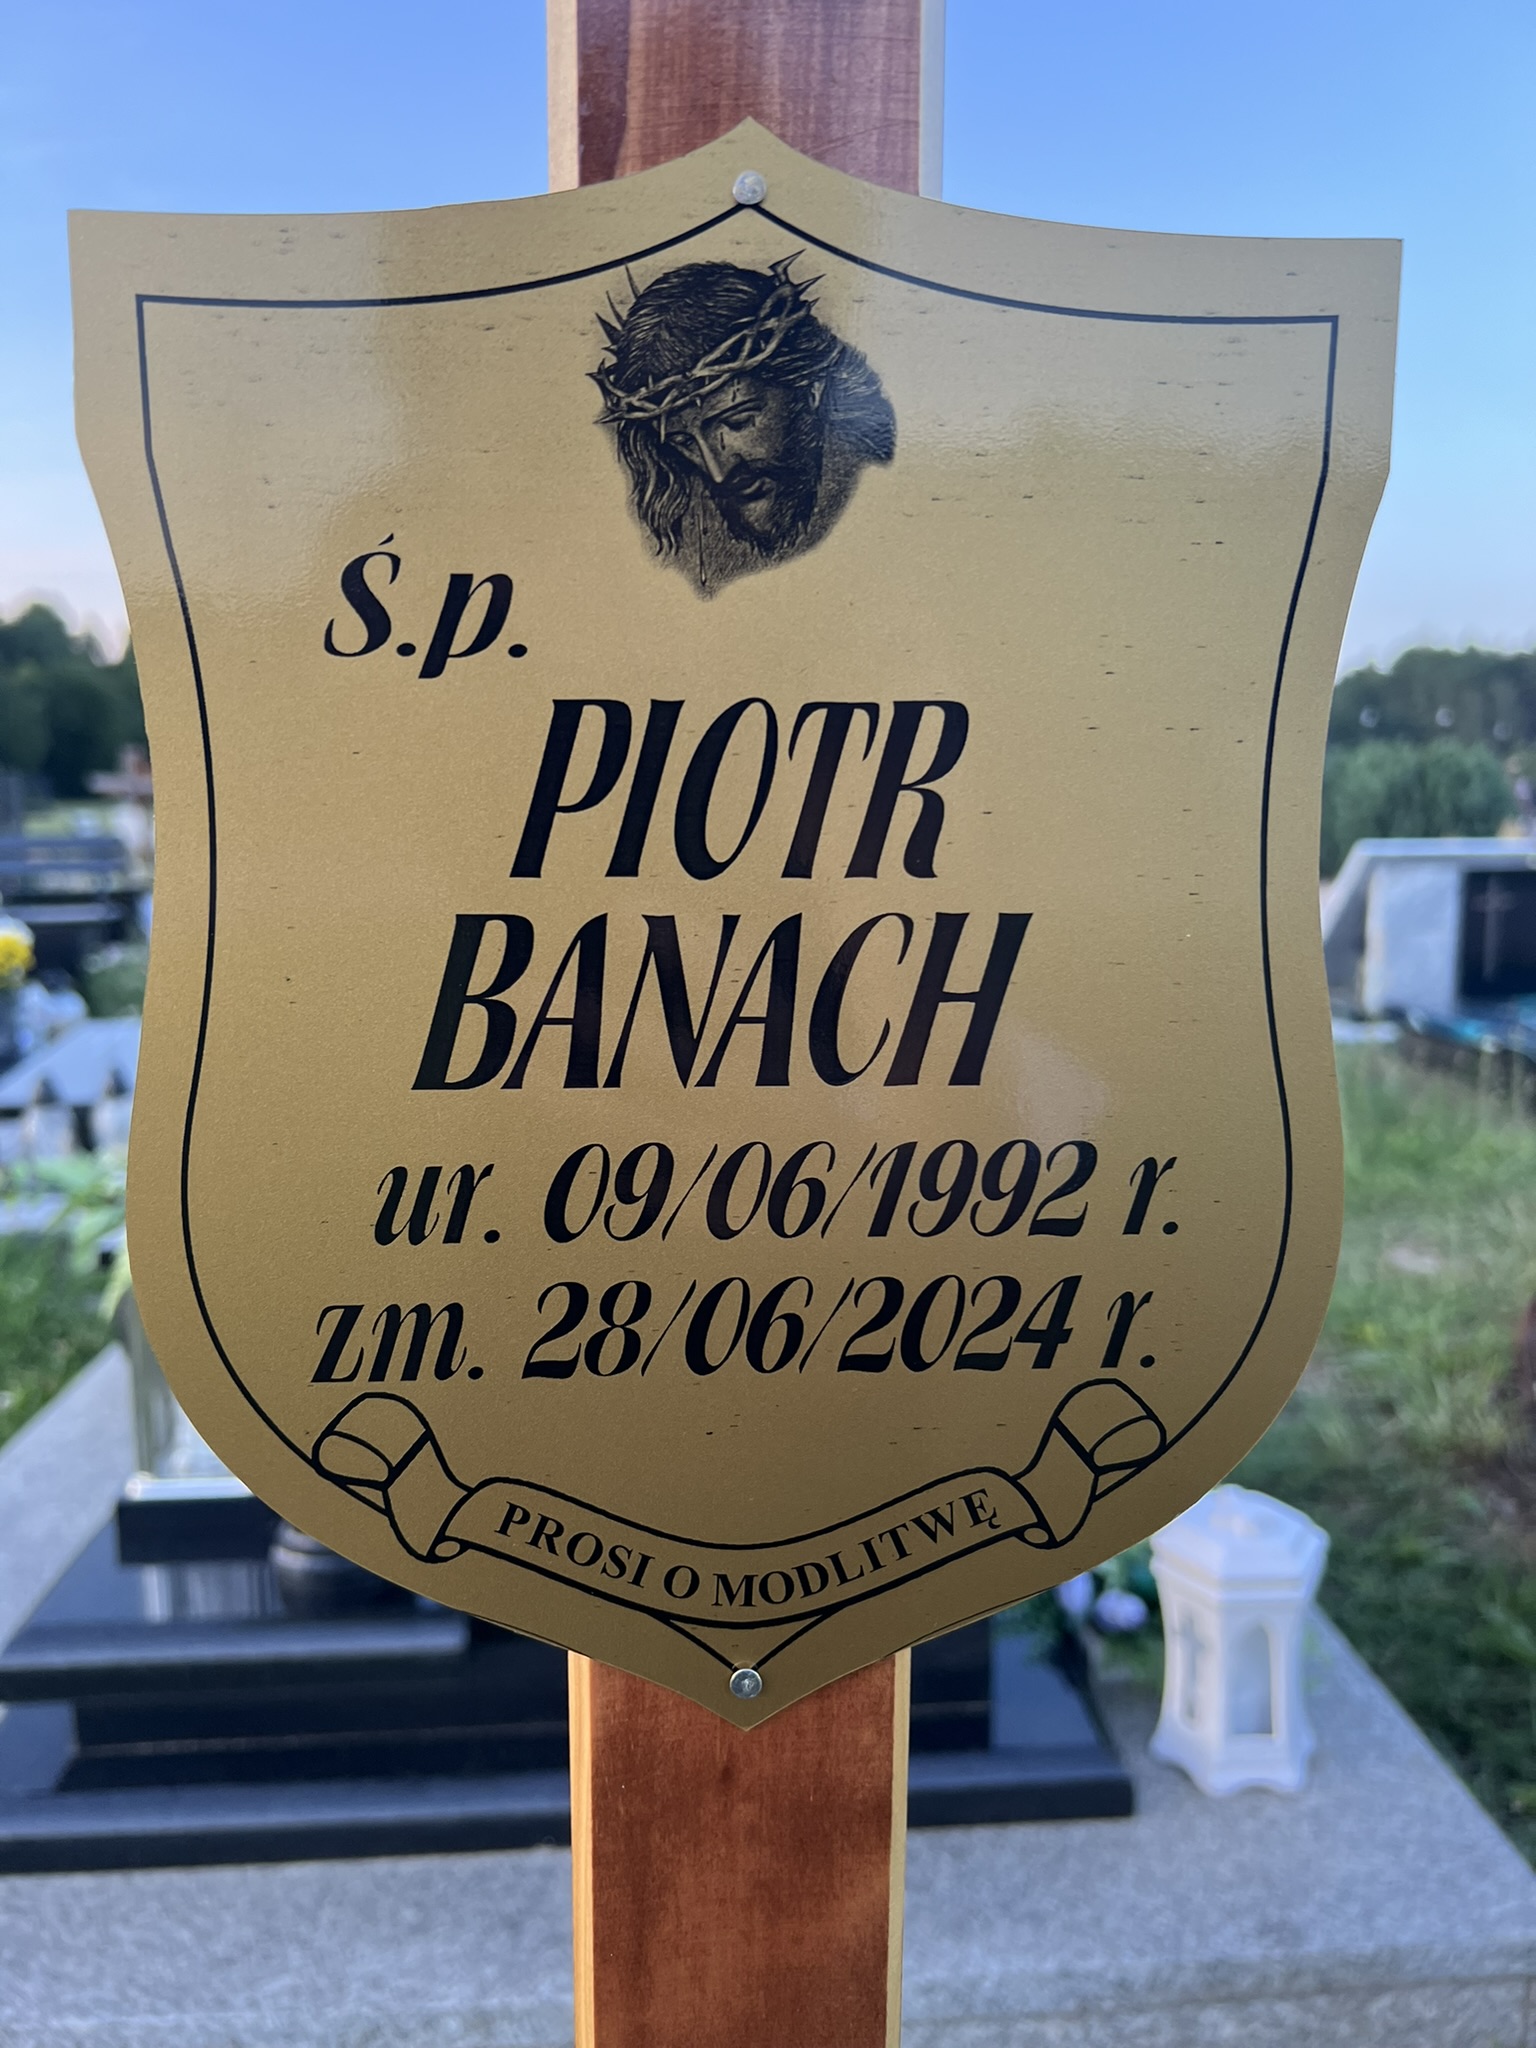 Ś.p.
PIOTR
BANACH
ur. 09/06/1992 r.
zm. 28/06/2024 r.
PROSI O MODLITWĘ